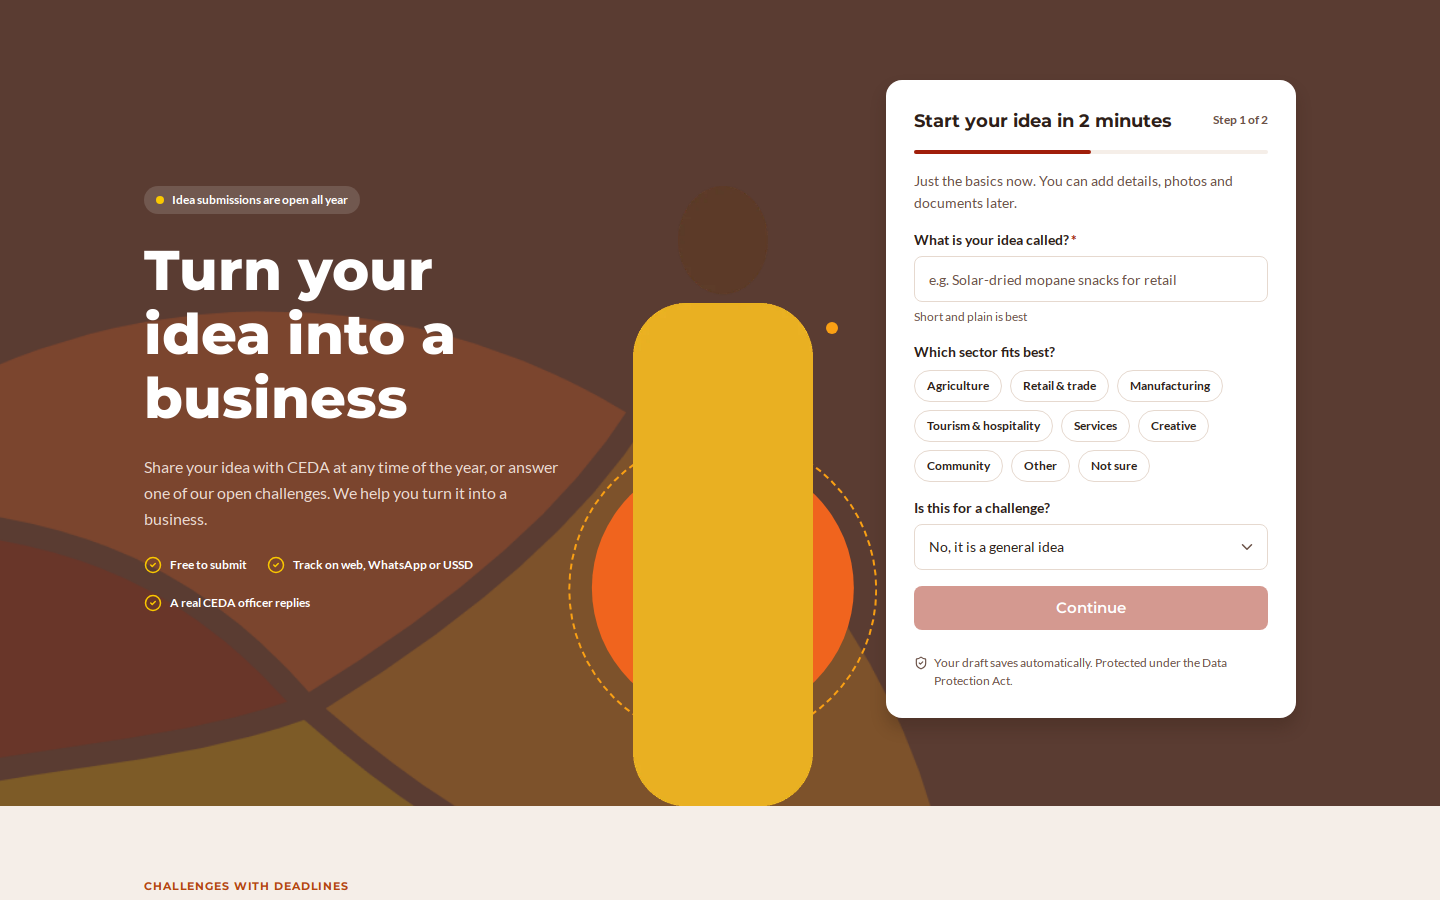 Idea submissions are open all year
Turn your
idea into a
business
Share your idea with CEDA at any time of the year, or answer
one of our open challenges. We help you turn it into a
business.
Free to submit
Track on web, WhatsApp or USSD
A real CEDA officer replies
Start your idea in 2 minutes
Step 1 of 2
Just the basics now. You can add details, photos and
documents later.
What is your idea called? *
e.g. Solar-dried mopane snacks for retail
Short and plain is best
Which sector fits best?
Agriculture
Retail & trade
Manufacturing
Tourism & hospitality
Services
Creative
Community
Other
Not sure
Is this for a challenge?
No, it is a general idea
Continue
Your draft saves automatically. Protected under the Data
Protection Act.
CHALLENGES WITH DEADLINES